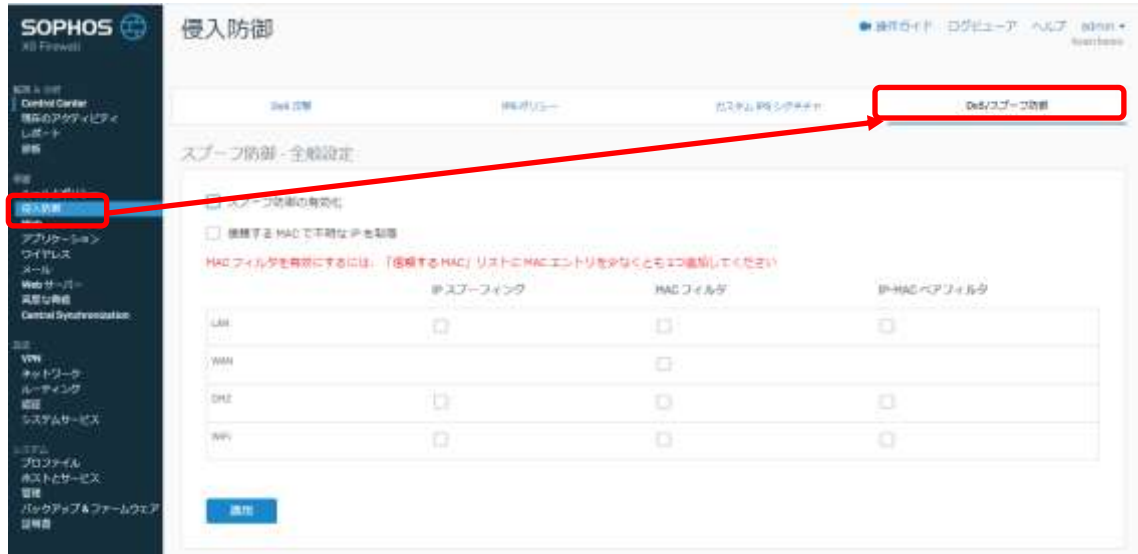 SOPHOS
XG Firewall
侵入防御
操作ガイド ログビューア ヘルプ admin
Control Center
現在のアクティビティ
レポート
診断
侵入防御
Web
アプリケーション
ワイヤレス
メール
Web サーバー
高度な脅威
Central Synchronization
VPN
ネットワーク
ルーティング
認証
システムサービス
システム
プロファイル
ホストとサービス
管理
バックアップ&ファームウェア
証明書
DoS 攻撃 IPS ポリシー カスタム IPS シグネチャ DoS/スプーフ防御
スプーフ防御 - 全般設定
スプーフ防御の有効化
信頼する MAC で不明な IP を制限
MAC フィルタを有効にするには、「信頼する MAC」リストに MAC エントリを少なくとも 1つ追加してください
IP スプーフィング MAC フィルタ IP-MAC ペアフィルタ
LAN
WAN
DMZ
WiFi
適用